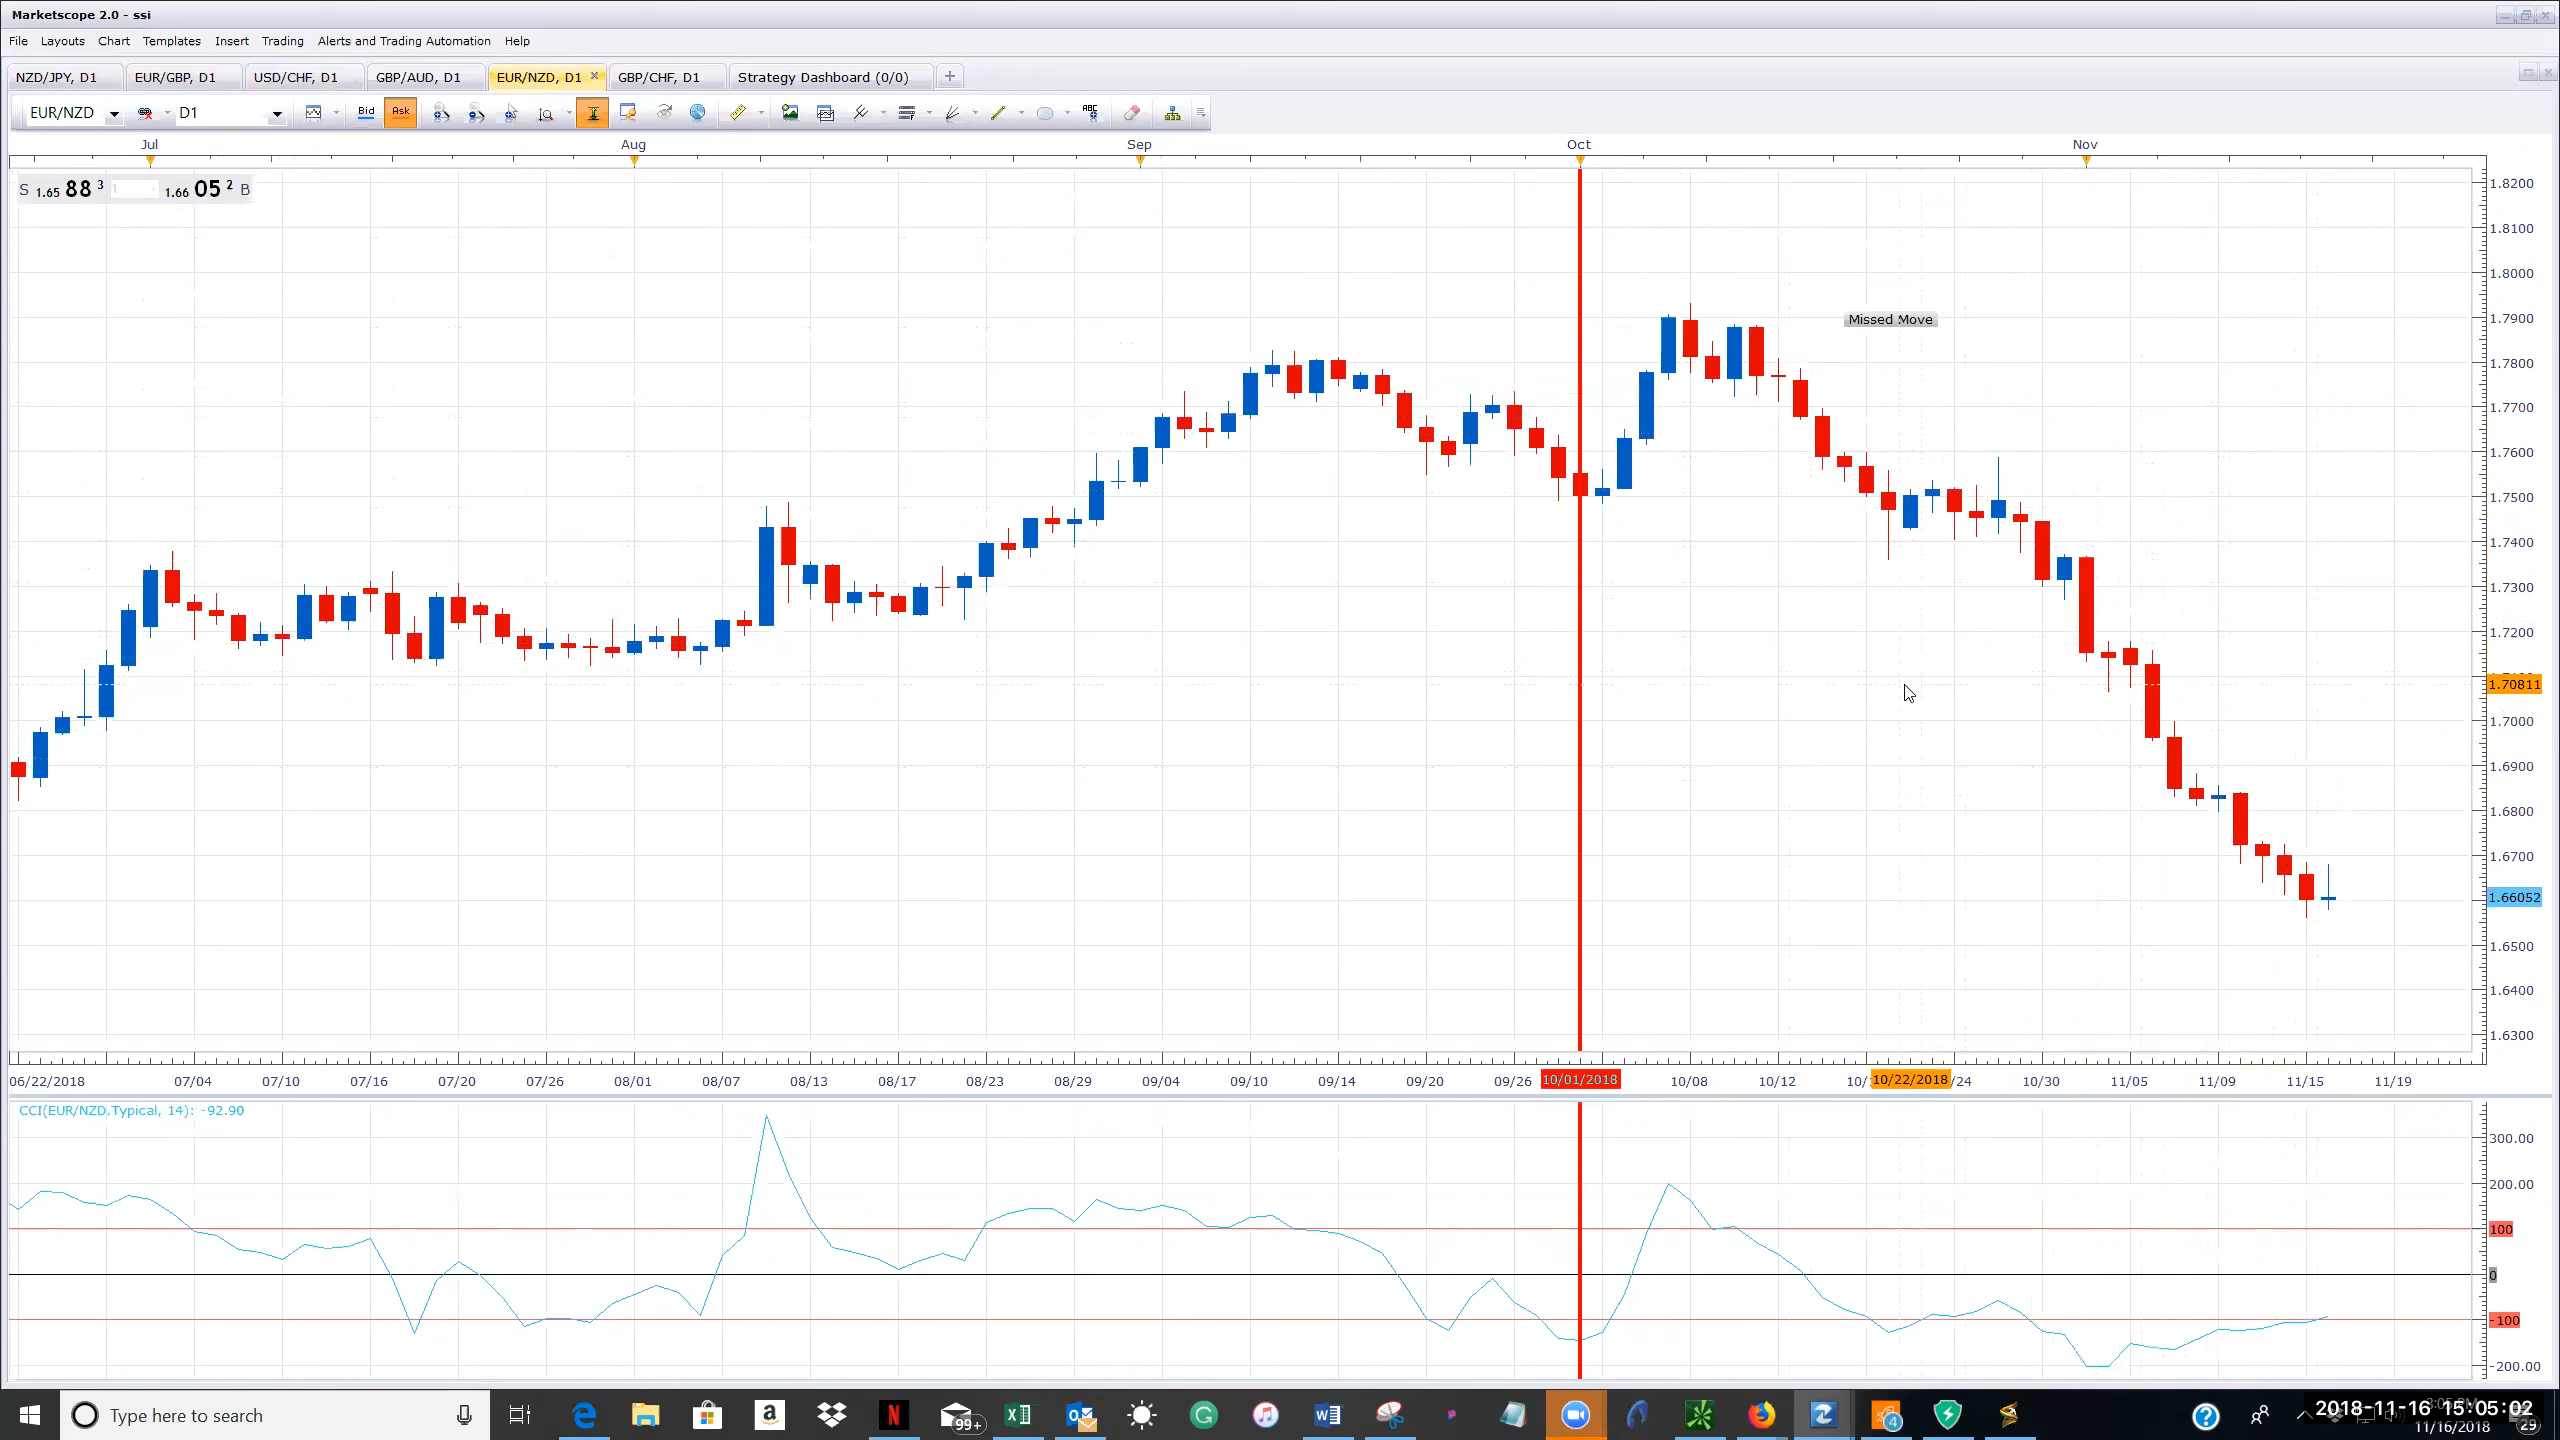 Marketscope 2.0 - ssi
File Layouts Chart Templates Insert Trading Alerts and Trading Automation Help
NZD/JPY, D1 EUR/GBP, D1 USD/CHF, D1 GBP/AUD, D1 EUR/NZD, D1 GBP/CHF, D1 Strategy Dashboard (0/0)
EUR/NZD D1 Bid Ask ABC
Jul Aug Sep Oct Nov
S 1.65 88 3 1.66 05 2 B
1.8200
1.8100
1.8000
Missed Move 1.7900
1.7800
1.7700
1.7600
1.7500
1.7400
1.7300
1.7200
1.70811
1.7000
1.6900
1.6800
1.6700
1.66052
1.6500
1.6400
1.6300
06/22/2018 07/04 07/10 07/16 07/20 07/26 08/01 08/07 08/13 08/17 08/23 08/29 09/04 09/10 09/14 09/20 09/26 10/01/2018 10/08 10/12 10/22/2018 /24 10/30 11/05 11/09 11/15 11/19
CCI(EUR/NZD.Typical, 14): -92.90
300.00
200.00
100
0
-100
-200.00
Type here to search 99+ 4 2018-11-16 15:05:02
11/16/2018 29